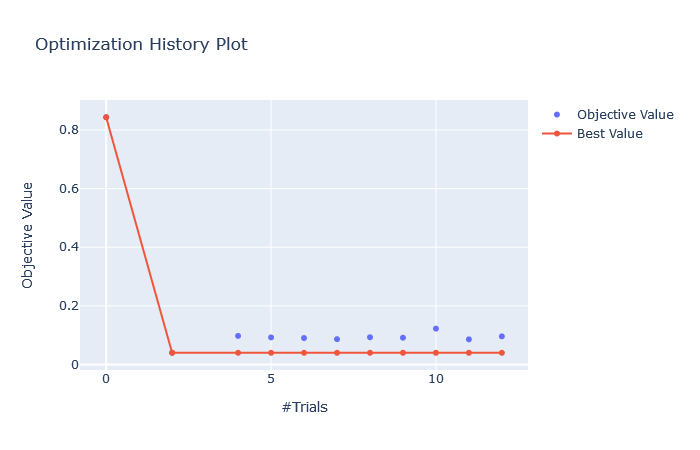 Optimization History Plot
Objective Value
Best Value
Objective Value
0.8
0.6
0.4
0.2
0
0
5
10
#Trials